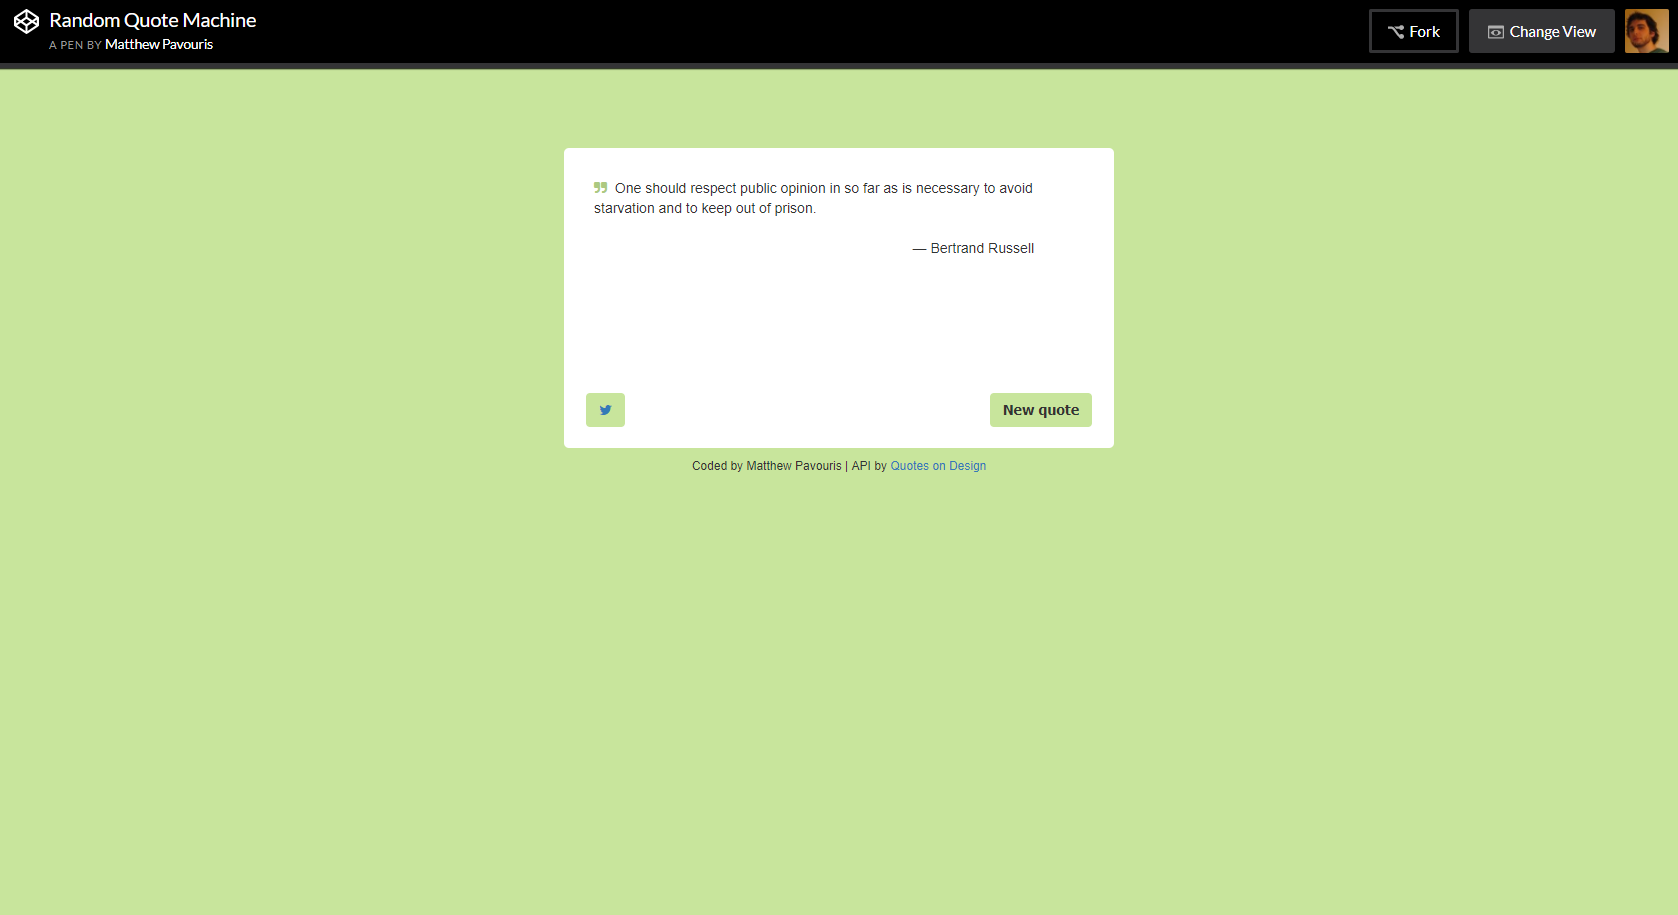 Random Quote Machine
A PEN BY Matthew Pavouris
Fork
Change View
One should respect public opinion in so far as is necessary to avoid
starvation and to keep out of prison.
— Bertrand Russell
New quote
Coded by Matthew Pavouris | API by Quotes on Design